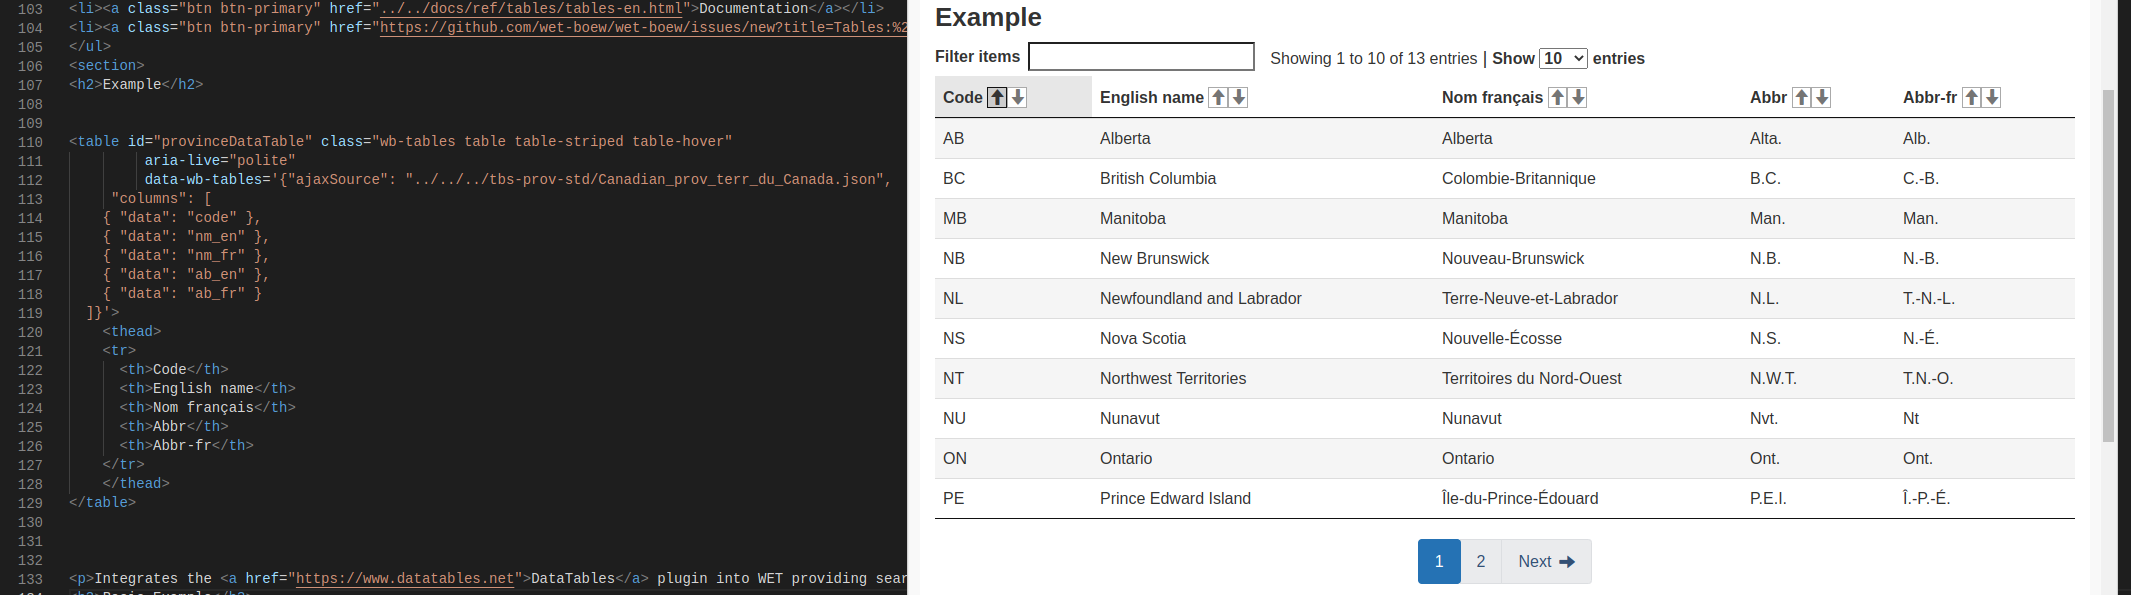 103 <li><a class="btn btn-primary" href="../../docs/ref/tables/tables-en.html">Documentation</a></li>
104 <li><a class="btn btn-primary" href="https://github.com/wet-boew/wet-boew/issues/new?title=Tables:%2
105 </ul>
106 <section>
107 <h2>Example</h2>
108
109
110 <table id="provinceDataTable" class="wb-tables table table-striped table-hover"
111 aria-live="polite"
112 data-wb-tables='{"ajaxSource": "../../../tbs-prov-std/Canadian_prov_terr_du_Canada.json",
113 "columns": [
114 { "data": "code" },
115 { "data": "nm_en" },
116 { "data": "nm_fr" },
117 { "data": "ab_en" },
118 { "data": "ab_fr" }
119 ]}'>
120 <thead>
121 <tr>
122 <th>Code</th>
123 <th>English name</th>
124 <th>Nom français</th>
125 <th>Abbr</th>
126 <th>Abbr-fr</th>
127 </tr>
128 </thead>
129 </table>
130
131
132
133 <p>Integrates the <a href="https://www.datatables.net">DataTables</a> plugin into WET providing sear
Example
Filter items Showing 1 to 10 of 13 entries | Show 10 entries
Code English name Nom français Abbr Abbr-fr
AB Alberta Alberta Alta. Alb.
BC British Columbia Colombie-Britannique B.C. C.-B.
MB Manitoba Manitoba Man. Man.
NB New Brunswick Nouveau-Brunswick N.B. N.-B.
NL Newfoundland and Labrador Terre-Neuve-et-Labrador N.L. T.-N.-L.
NS Nova Scotia Nouvelle-Écosse N.S. N.-É.
NT Northwest Territories Territoires du Nord-Ouest N.W.T. T.N.-O.
NU Nunavut Nunavut Nvt. Nt
ON Ontario Ontario Ont. Ont.
PE Prince Edward Island Île-du-Prince-Édouard P.E.I. Î.-P.-É.
1 2 Next